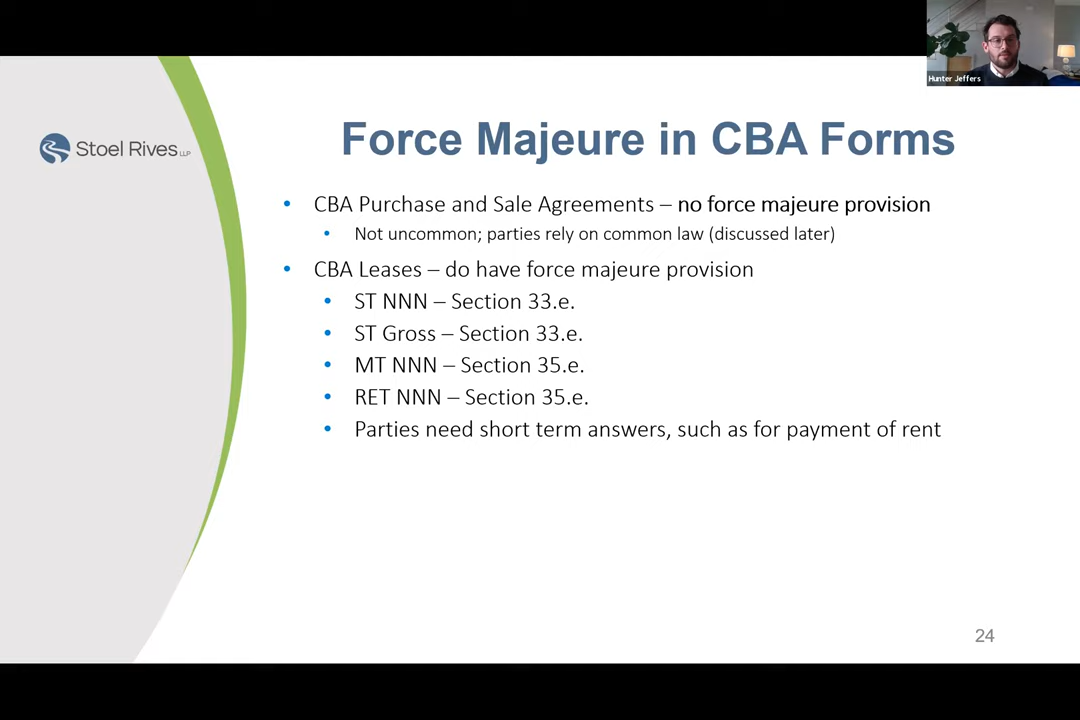 Hunter Jeffers
Stoel Rives LLP
Force Majeure in CBA Forms
• CBA Purchase and Sale Agreements – no force majeure provision
• Not uncommon; parties rely on common law (discussed later)
• CBA Leases – do have force majeure provision
• ST NNN – Section 33.e.
• ST Gross – Section 33.e.
• MT NNN – Section 35.e.
• RET NNN – Section 35.e.
• Parties need short term answers, such as for payment of rent
24